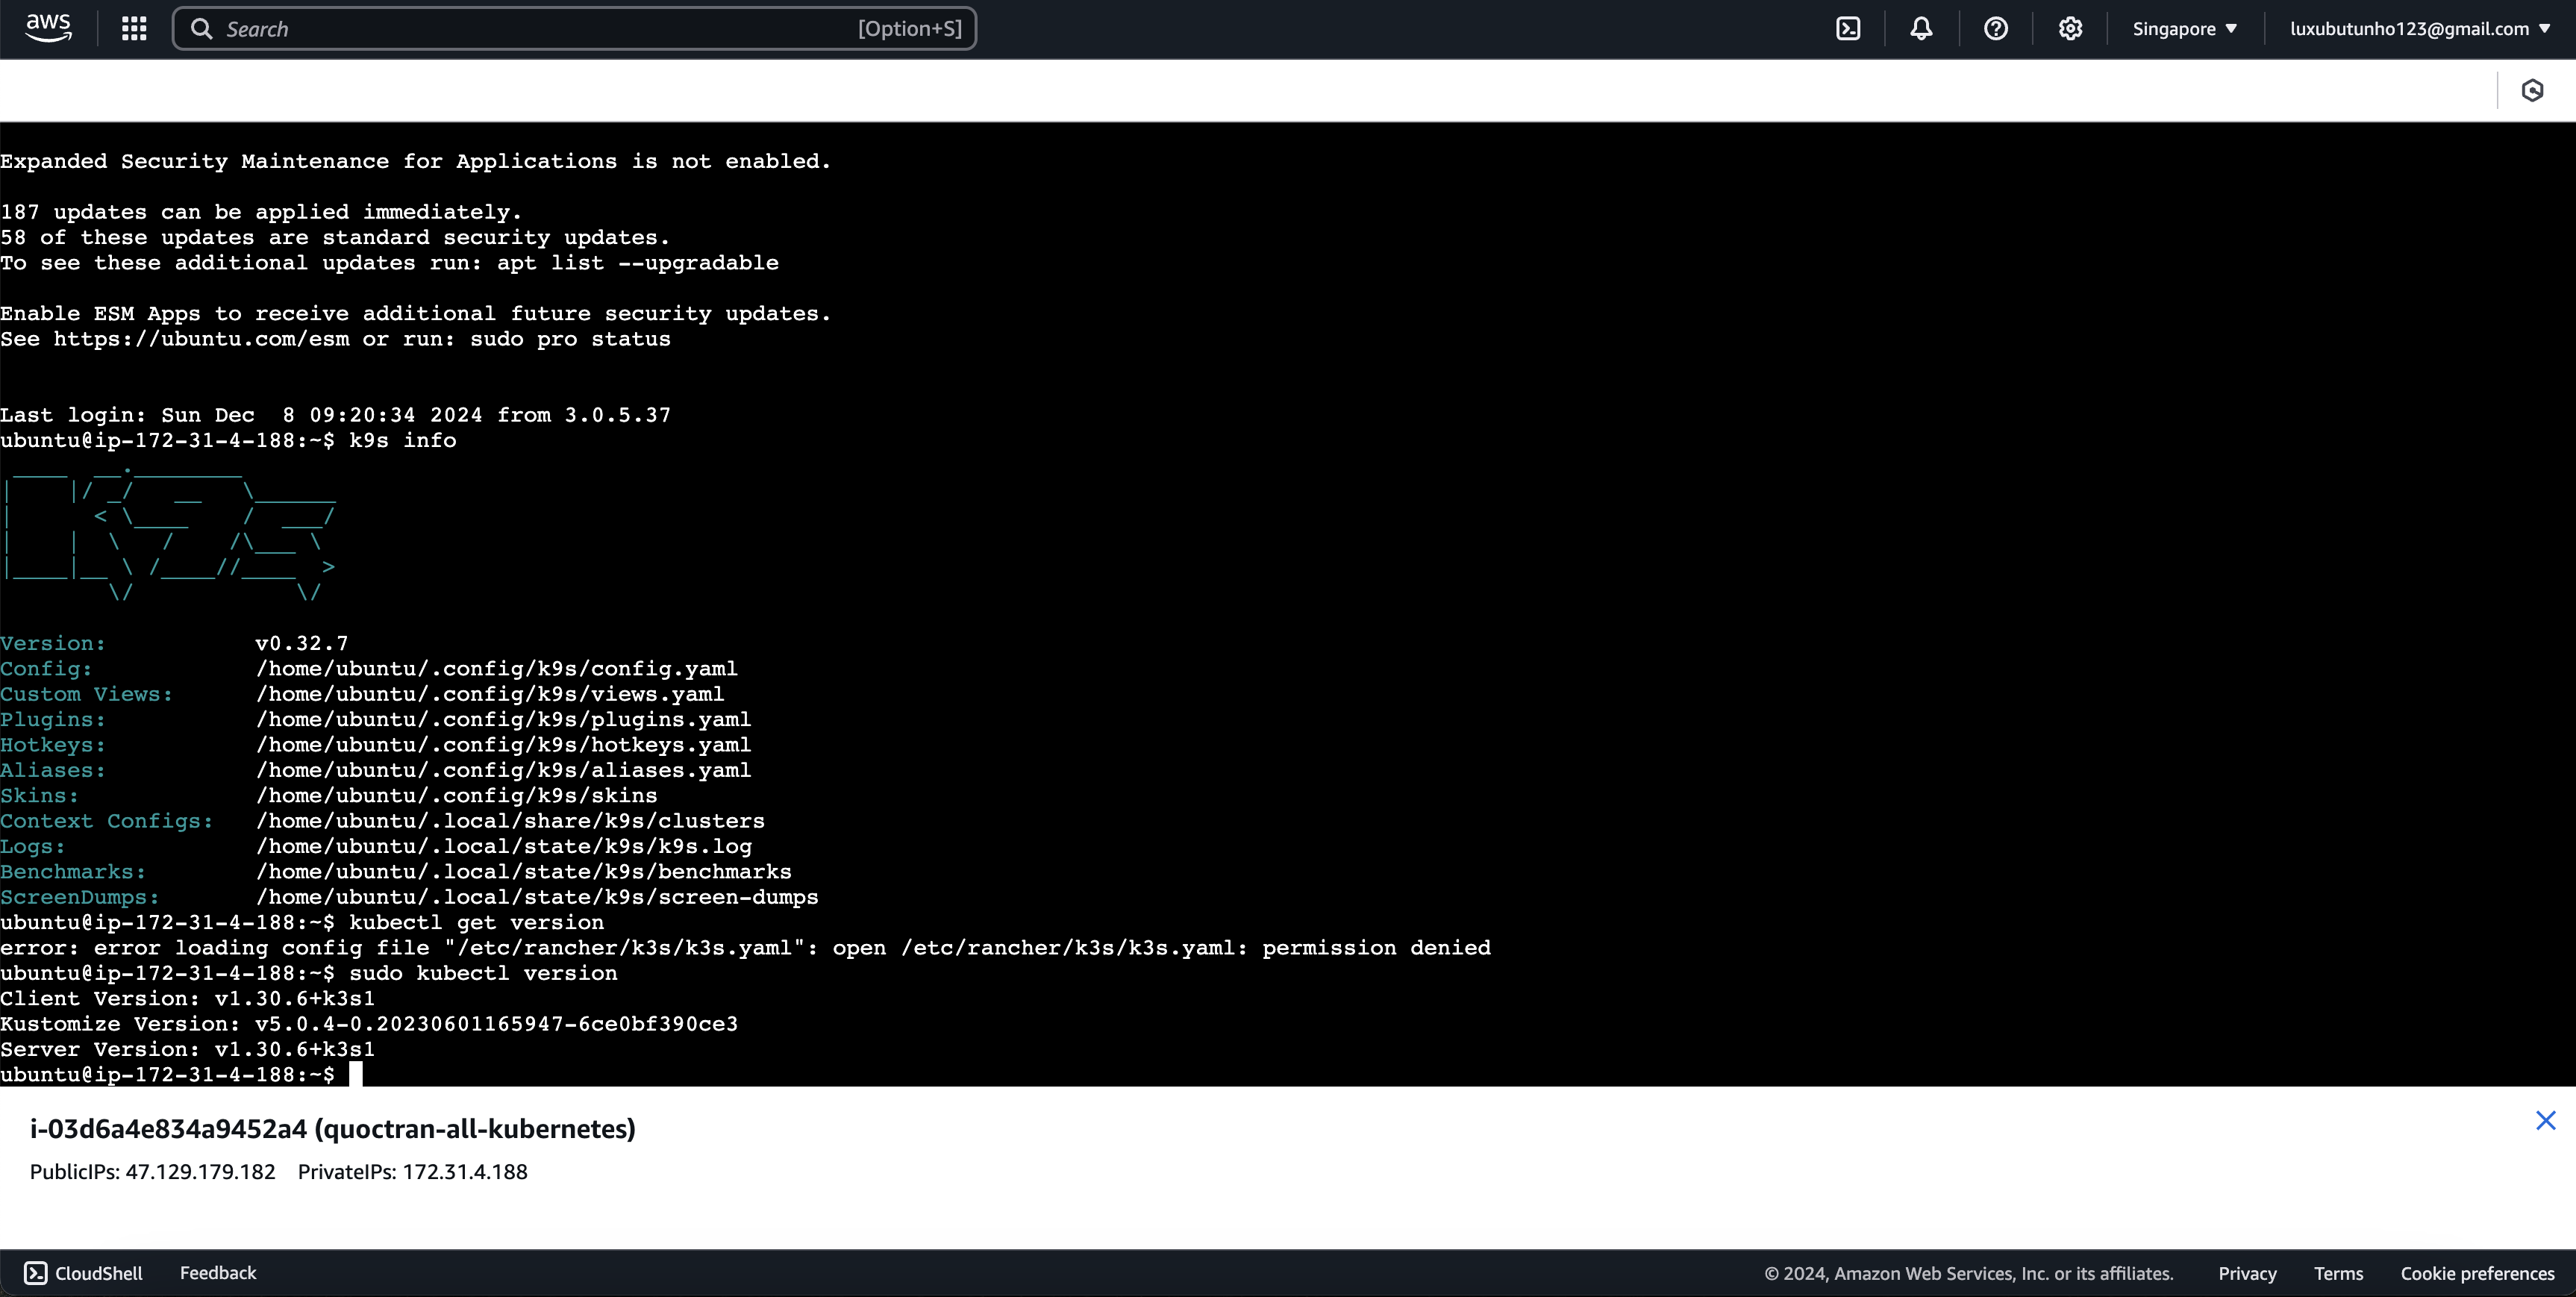 aws
Search [Option+S]
Singapore ▼
luxubutunho123@gmail.com ▼
Expanded Security Maintenance for Applications is not enabled.
187 updates can be applied immediately.
58 of these updates are standard security updates.
To see these additional updates run: apt list --upgradable
Enable ESM Apps to receive additional future security updates.
See https://ubuntu.com/esm or run: sudo pro status
Last login: Sun Dec  8 09:20:34 2024 from 3.0.5.37
ubuntu@ip-172-31-4-188:~$ k9s info
 ____  __.________
|    |/ _/   __   \______
|      < \____    /  ___/
|    |  \   /    /\___ \
|____|__ \ /____//____  >
        \/            \/
Version:           v0.32.7
Config:            /home/ubuntu/.config/k9s/config.yaml
Custom Views:      /home/ubuntu/.config/k9s/views.yaml
Plugins:           /home/ubuntu/.config/k9s/plugins.yaml
Hotkeys:           /home/ubuntu/.config/k9s/hotkeys.yaml
Aliases:           /home/ubuntu/.config/k9s/aliases.yaml
Skins:             /home/ubuntu/.config/k9s/skins
Context Configs:   /home/ubuntu/.local/share/k9s/clusters
Logs:              /home/ubuntu/.local/state/k9s/k9s.log
Benchmarks:        /home/ubuntu/.local/state/k9s/benchmarks
ScreenDumps:       /home/ubuntu/.local/state/k9s/screen-dumps
ubuntu@ip-172-31-4-188:~$ kubectl get version
error: error loading config file "/etc/rancher/k3s/k3s.yaml": open /etc/rancher/k3s/k3s.yaml: permission denied
ubuntu@ip-172-31-4-188:~$ sudo kubectl version
Client Version: v1.30.6+k3s1
Kustomize Version: v5.0.4-0.20230601165947-6ce0bf390ce3
Server Version: v1.30.6+k3s1
ubuntu@ip-172-31-4-188:~$
i-03d6a4e834a9452a4 (quoctran-all-kubernetes)
PublicIPs: 47.129.179.182    PrivateIPs: 172.31.4.188
CloudShell Feedback © 2024, Amazon Web Services, Inc. or its affiliates. Privacy Terms Cookie preferences